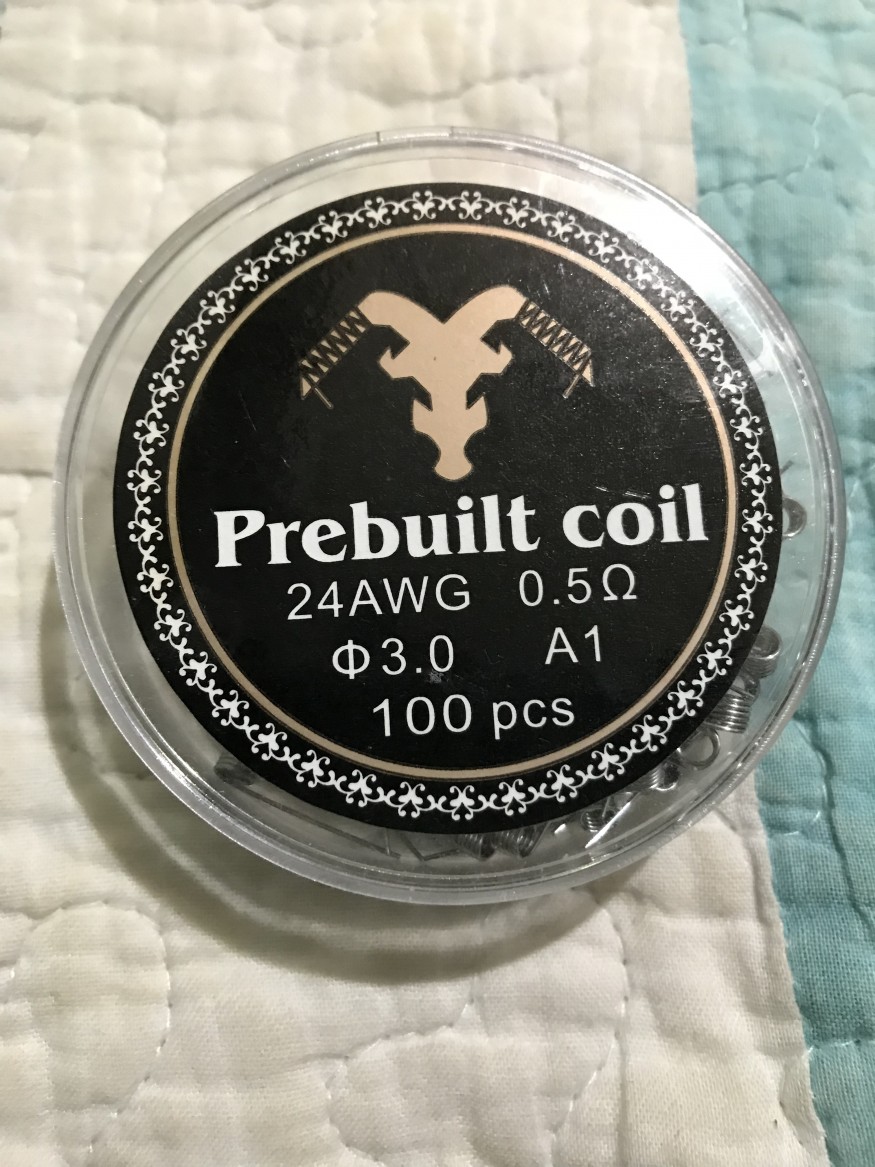 Prebuilt coil
24AWG 0.5Ω
Φ3.0 A1
100 pcs